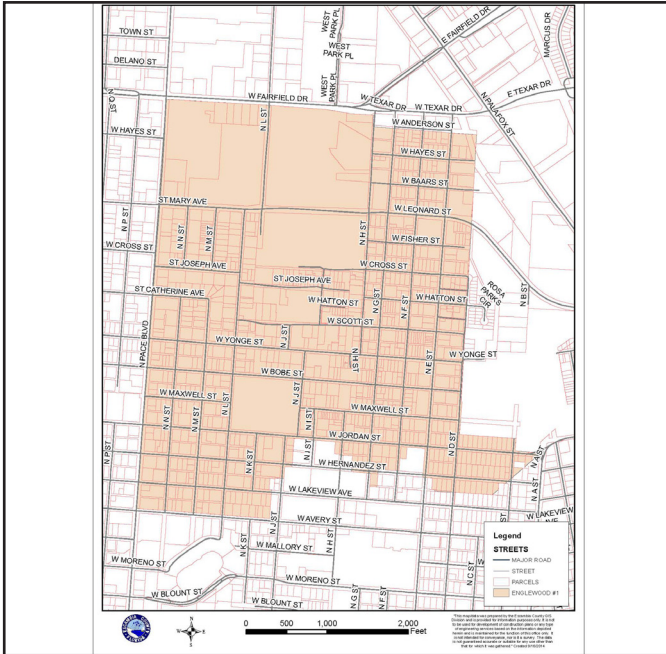 TOWN ST
DELANO ST
N Q ST
W HAYES ST
WEST PARK PL
WEST PARK PL
WEST PARK PL
E FAIRFIELD DR
MARCUS DR
N PALAFOX ST
E TEXAR DR
W FAIRFIELD DR
W TEXAR DR
W TEXAR DR
W ANDERSON ST
N L ST
W HAYES ST
W BAARS ST
ST MARY AVE
W LEONARD ST
N P ST
N N ST
N M ST
N H ST
W FISHER ST
W CROSS ST
W CROSS ST
ST JOSEPH AVE
ST JOSEPH AVE
ROSA PARKS CIR
N B ST
ST CATHERINE AVE
W HATTON ST
N G ST
N F ST
W HATTON ST
W SCOTT ST
N PACE BLVD
W YONGE ST
N J ST
N H ST
N E ST
W YONGE ST
W BOBE ST
W MAXWELL ST
N N ST
N M ST
N L ST
N J ST
N I ST
W MAXWELL ST
W JORDAN ST
N D ST
N P ST
N K ST
N I ST
W HERNANDEZ ST
N A ST
N A ST
W LAKEVIEW AVE
W AVERY ST
W LAKEVIEW AVE
N J ST
N K ST
N H ST
W MALLORY ST
W MORENO ST
W MORENO ST
W BLOUNT ST
W BLOUNT ST
N G ST
N F ST
N C ST
Legend
STREETS
MAJOR ROAD
STREET
PARCELS
ENGLEWOOD #1
0 500 1,000 2,000
Feet